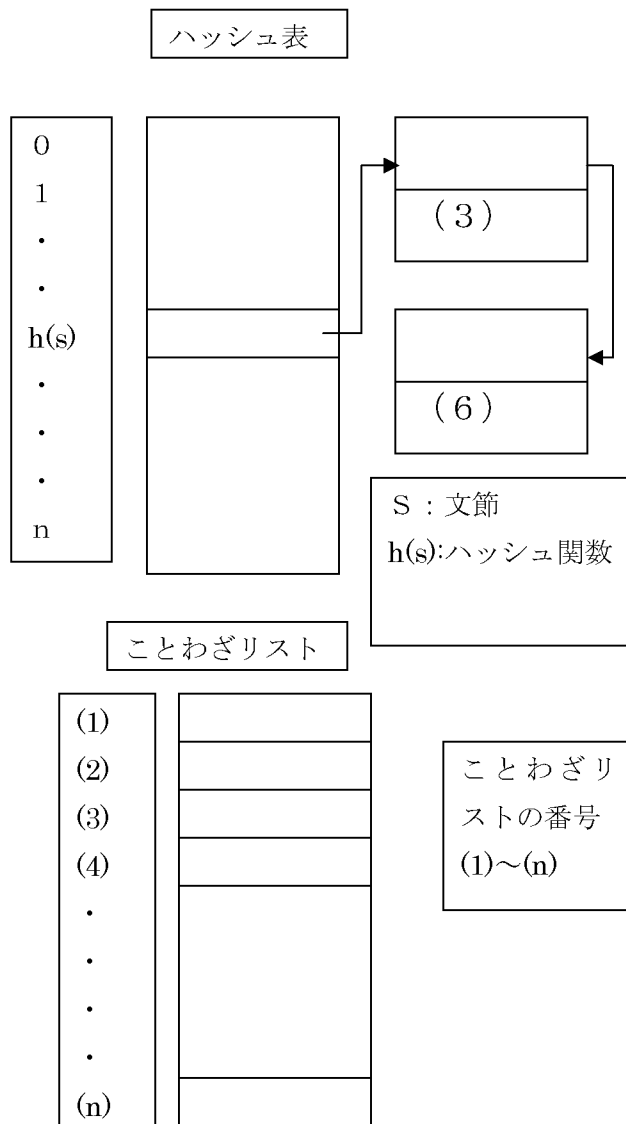 ハッシュ表
０
１
・
・
h(s)
・
・
・
n
（３）
（６）
Ｓ：文節
h(s):ハッシュ関数
ことわざリスト
(1)
(2)
(3)
(4)
・
・
・
・
(n)
ことわざリ
ストの番号
(1)～(n)